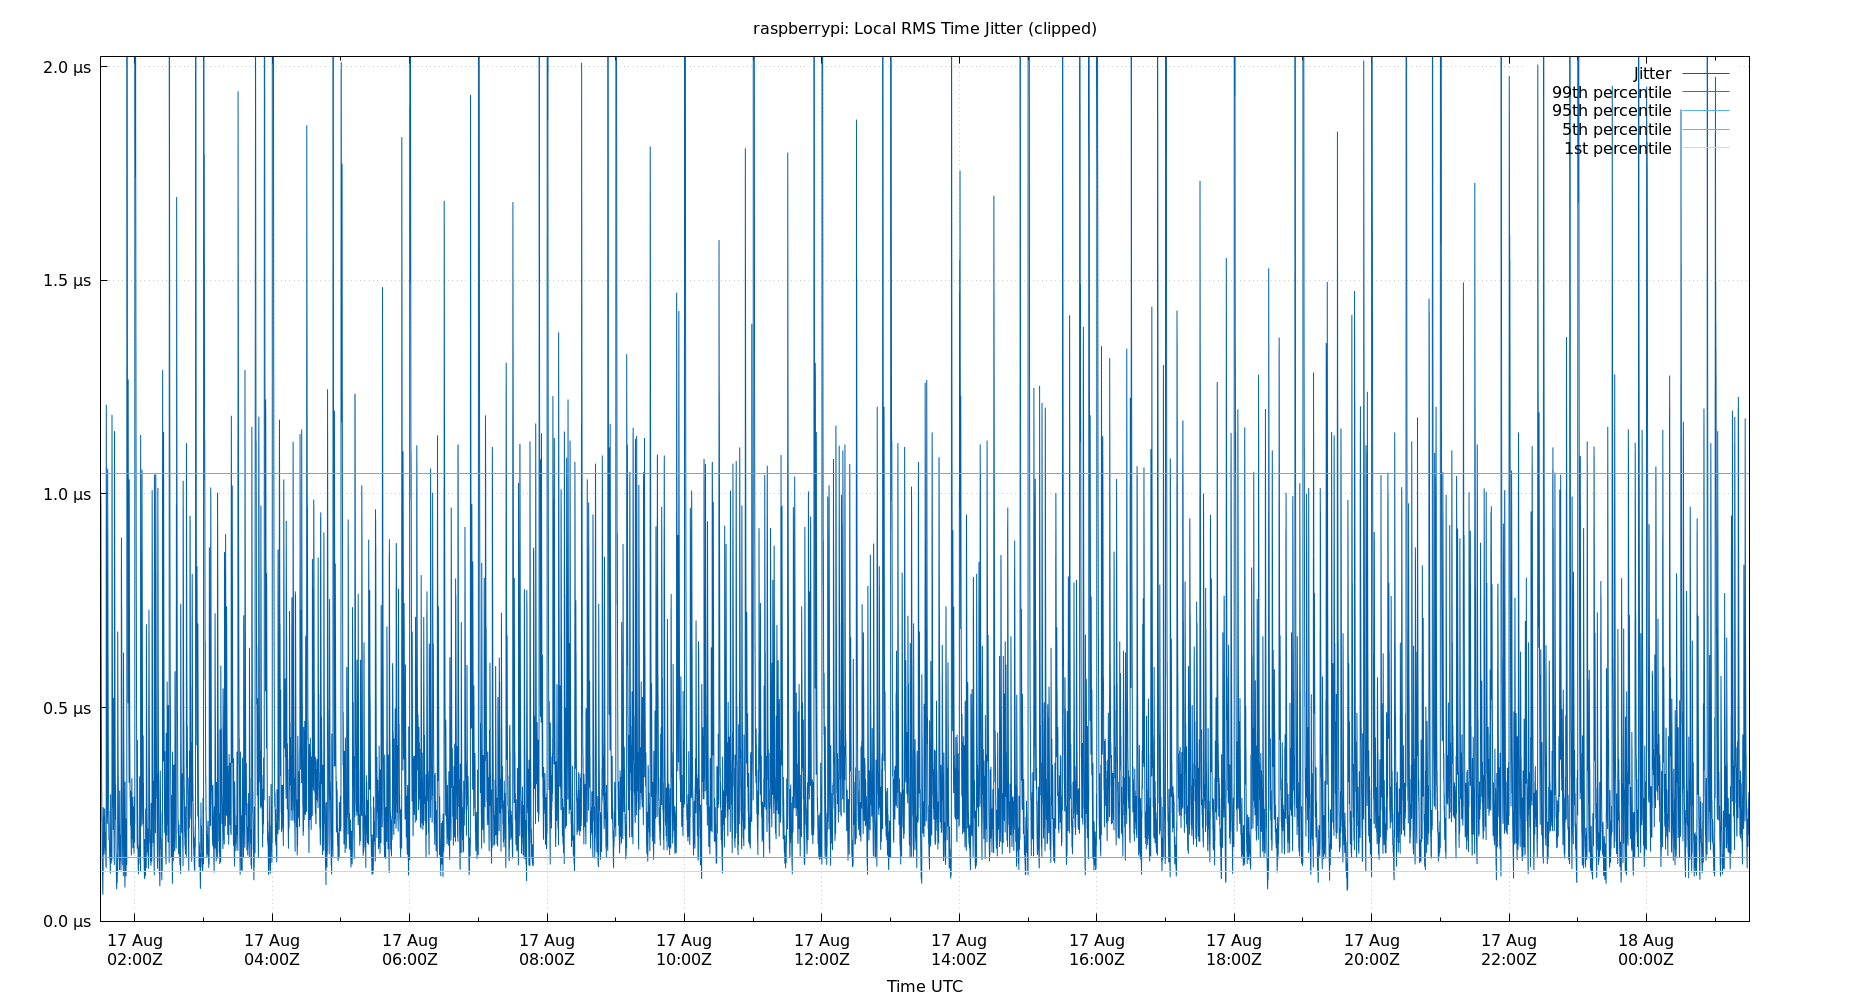 raspberrypi: Local RMS Time Jitter (clipped)
2.0 µs
1.5 µs
1.0 µs
0.5 µs
0.0 µs
Jitter
99th percentile
95th percentile
5th percentile
1st percentile
17 Aug 17 Aug 17 Aug 17 Aug 17 Aug 17 Aug 17 Aug 17 Aug 17 Aug 17 Aug 17 Aug 18 Aug
02:00Z 04:00Z 06:00Z 08:00Z 10:00Z 12:00Z 14:00Z 16:00Z 18:00Z 20:00Z 22:00Z 00:00Z
Time UTC